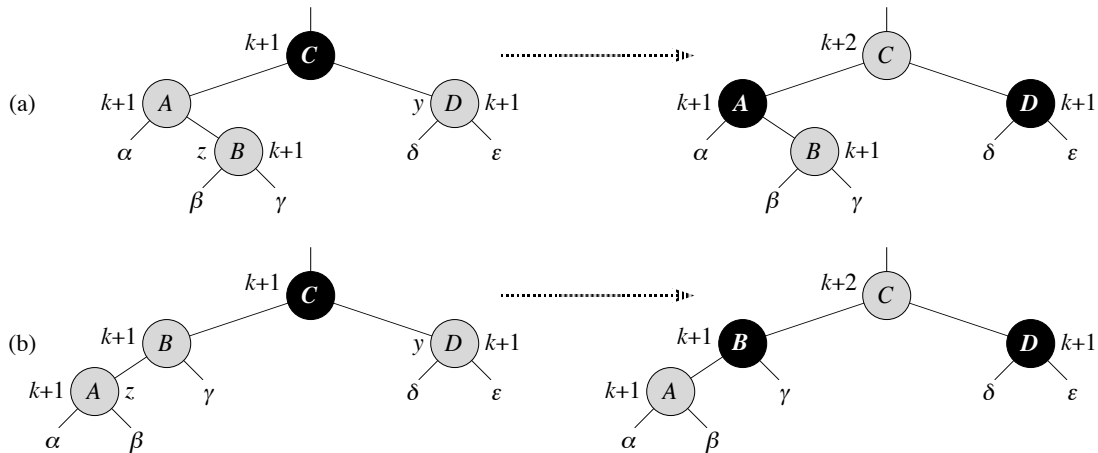 k+1 C k+2 C
(a) k+1 A y D k+1 k+1 A D k+1
α z B k+1 δ ε α B k+1 δ ε
β γ β γ
k+1 C k+2 C
(b) k+1 B y D k+1 k+1 B D k+1
k+1 A z γ δ ε k+1 A γ δ ε
α β α β